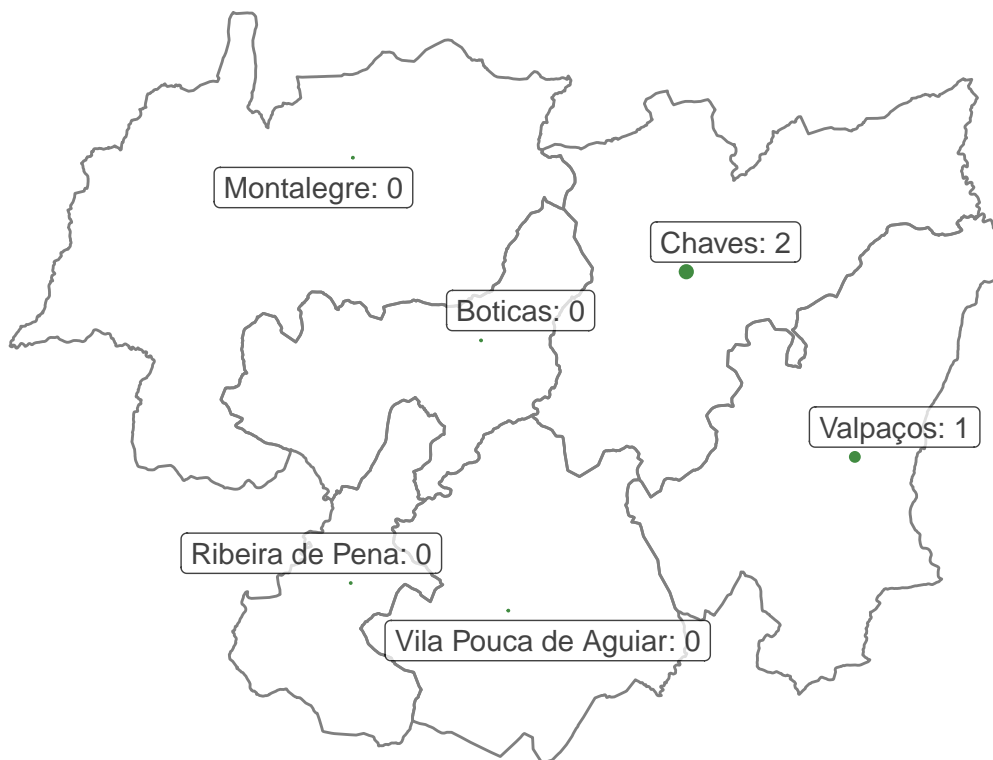 Montalegre: 0
Chaves: 2
Boticas: 0
Valpaços: 1
Ribeira de Pena: 0
Vila Pouca de Aguiar: 0